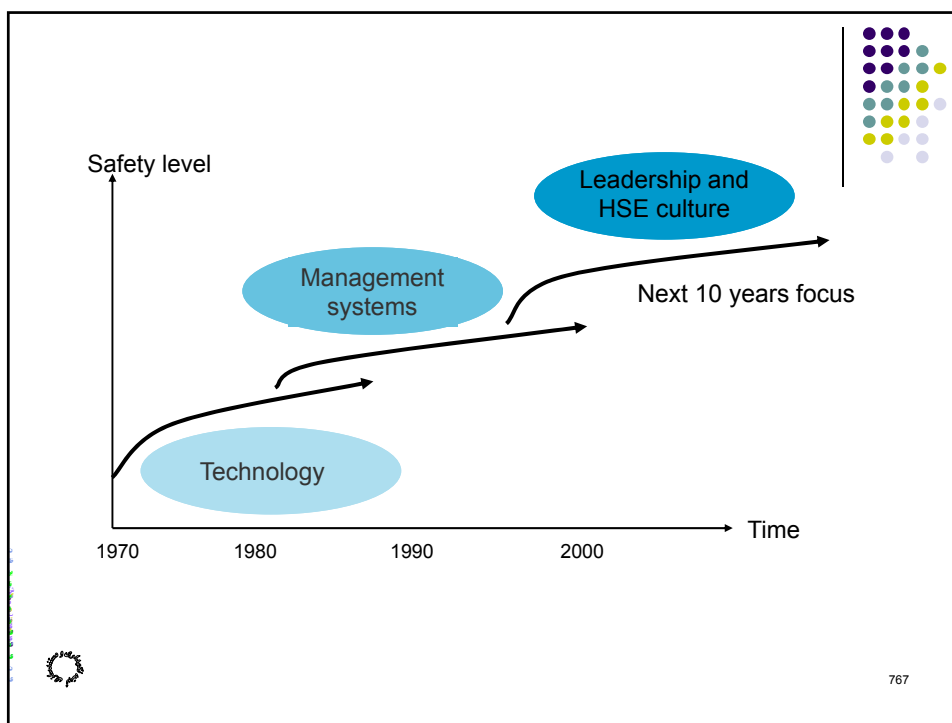 Safety level
Leadership and
HSE culture
Management
systems
Next 10 years focus
Technology
Time
1970 1980 1990 2000
767